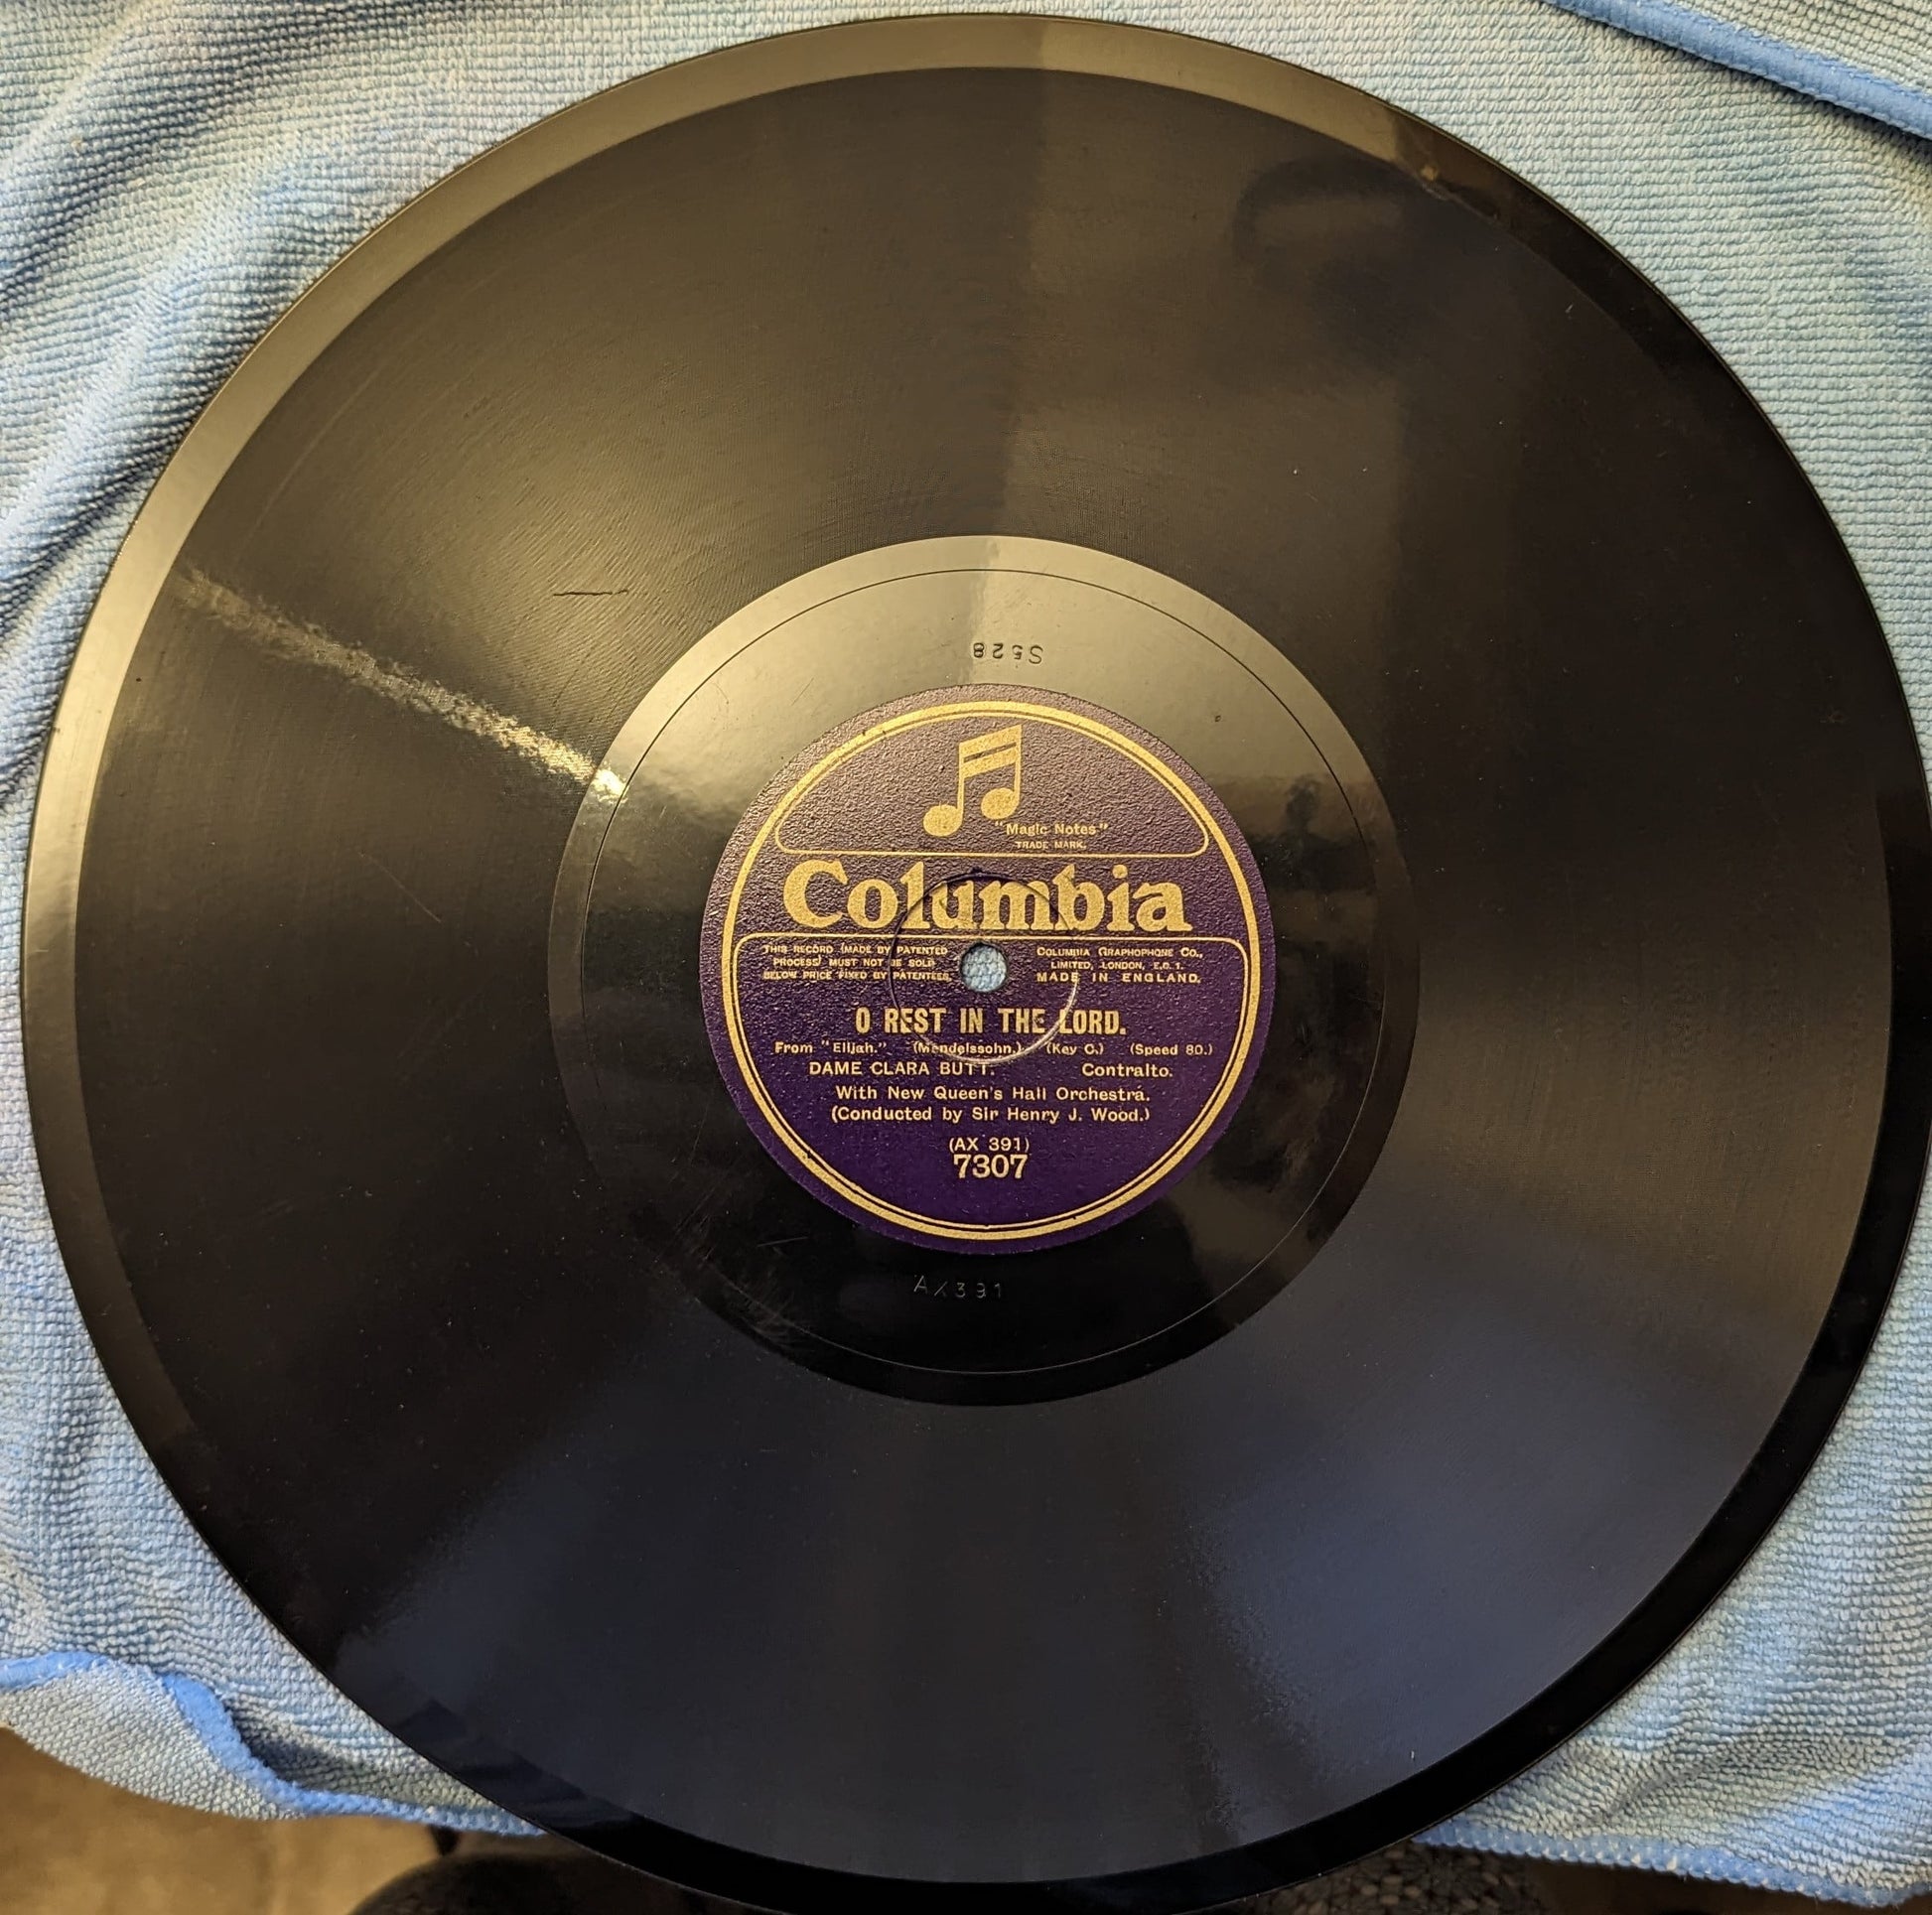 S528
"Magic Notes"
TRADE MARK.
Columbia
THIS RECORD (MADE BY PATENTED
PROCESS) MUST NOT BE SOLD
BELOW PRICE FIXED BY PATENTEES.
COLUMBIA GRAPHOPHONE CO.,
LIMITED, LONDON, E.C.1.
MADE IN ENGLAND.
O REST IN THE LORD.
From "Elijah." (Mendelssohn.) (Key C.) (Speed 80.)
DAME CLARA BUTT. Contralto.
With New Queen's Hall Orchestra.
(Conducted by Sir Henry J. Wood.)
(AX 391)
7307
AX391